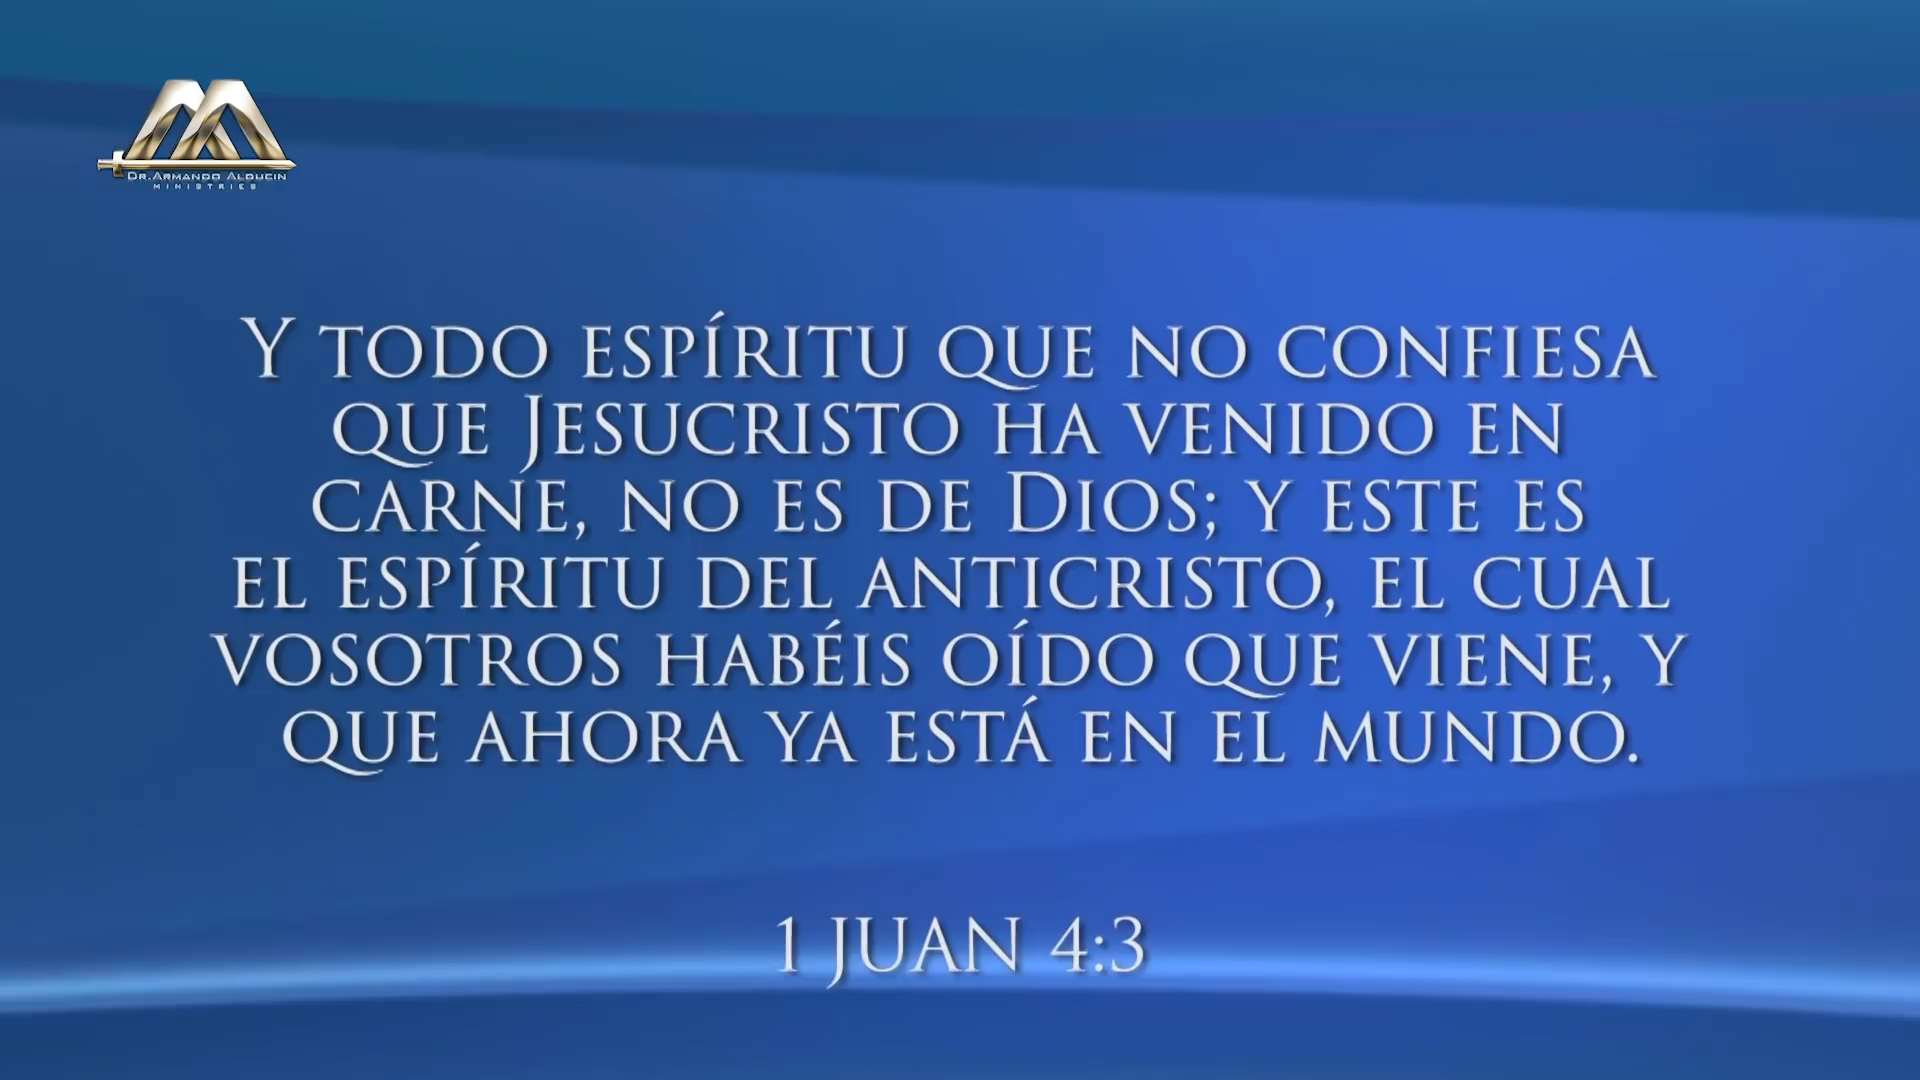 Dr. Armando Alducin
MINISTRIES
Y todo espíritu que no confiesa
que Jesucristo ha venido en
carne, no es de Dios; y este es
el espíritu del anticristo, el cual
vosotros habéis oído que viene, y
que ahora ya está en el mundo.
1 JUAN 4:3